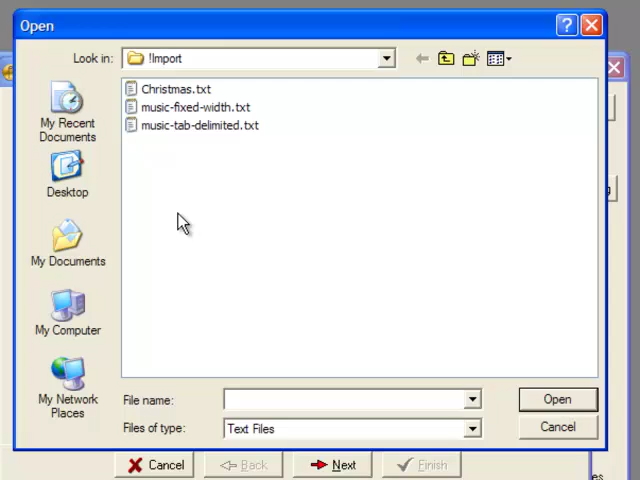 Open
Look in:
!Import
Christmas.txt
music-fixed-width.txt
music-tab-delimited.txt
My Recent
Documents
Desktop
My Documents
My Computer
My Network
Places
File name:
Open
Files of type:
Text Files
Cancel
Cancel
Back
Next
Finish